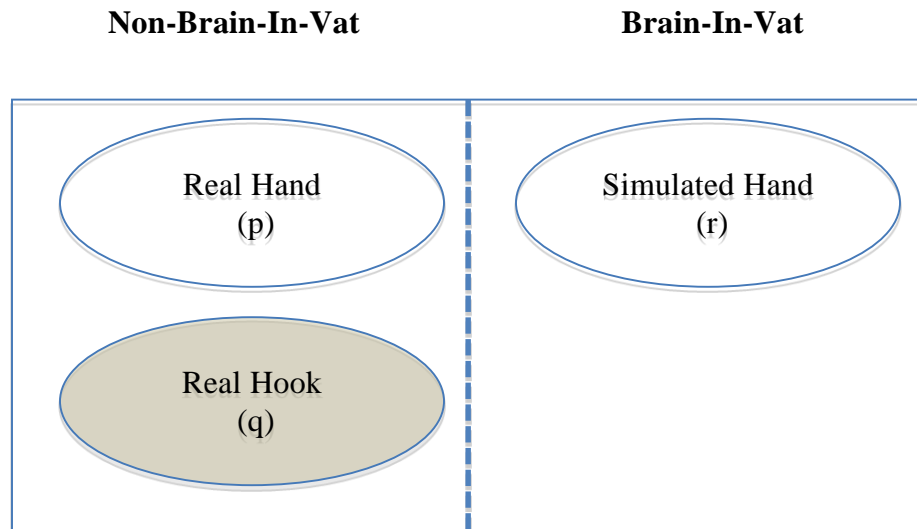 Non-Brain-In-Vat
Brain-In-Vat
Real Hand
(p)
Simulated Hand
(r)
Real Hook
(q)